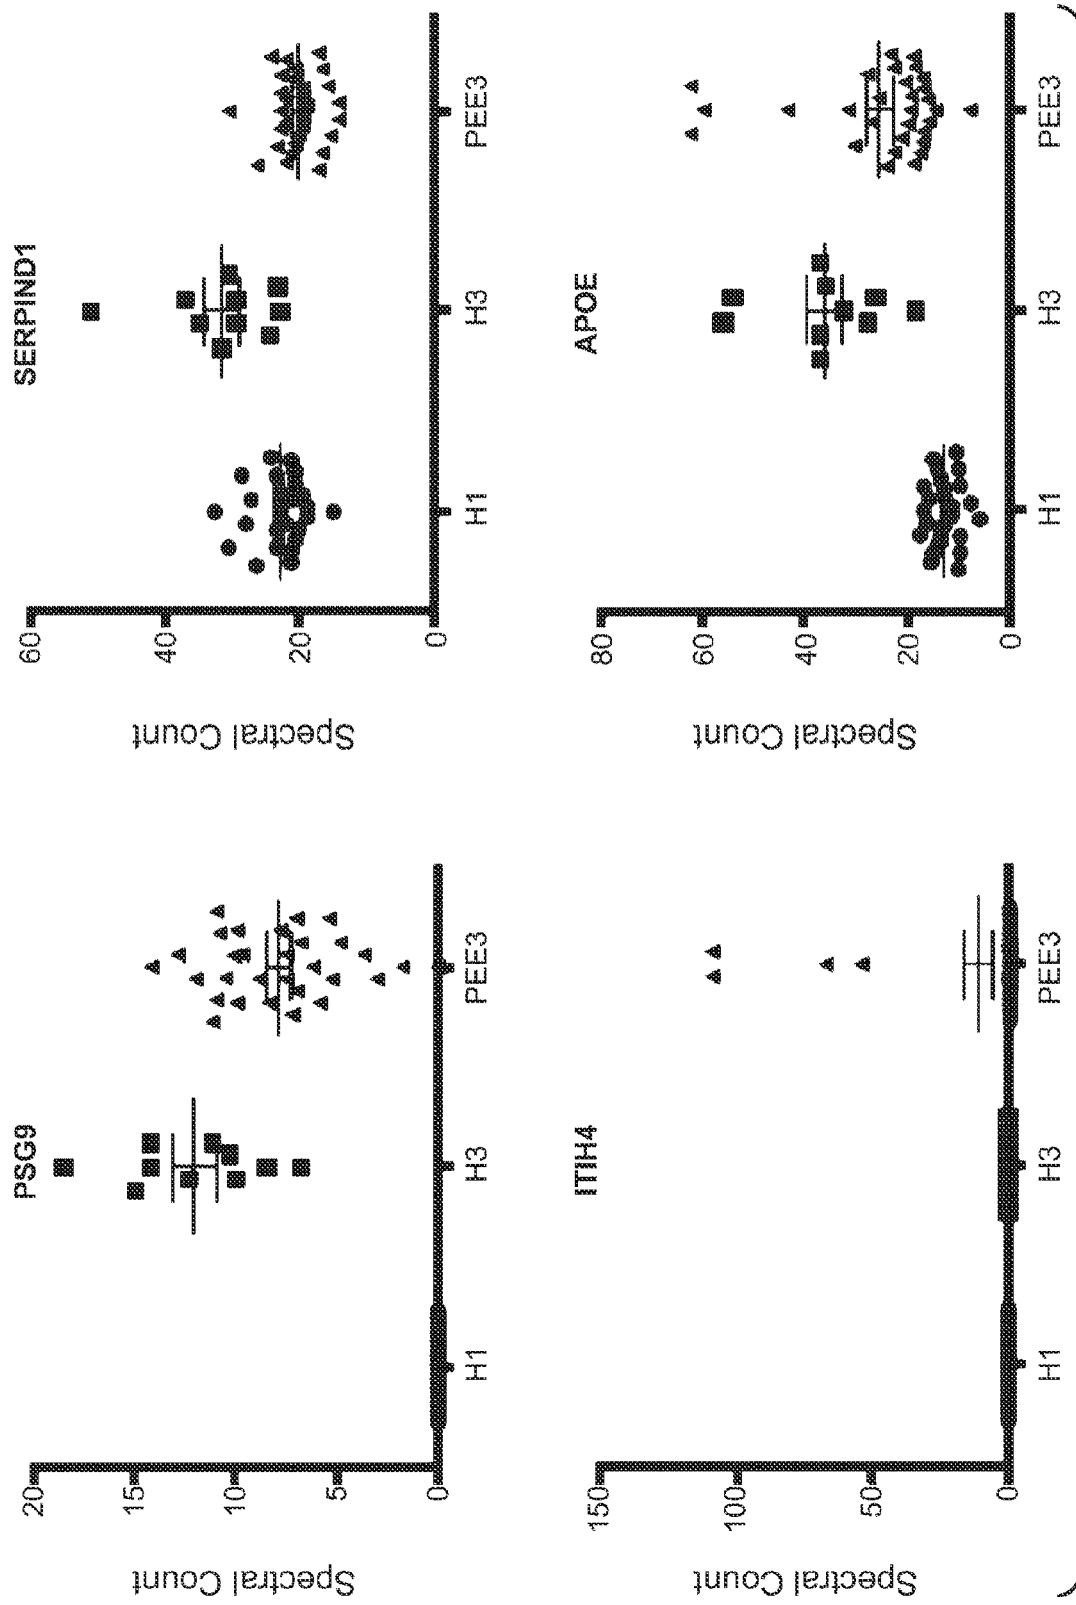 PSG9
Spectral Count
20
15
10
5
0
H1
H3
PEE3
SERPIND1
Spectral Count
60
40
20
0
H1
H3
PEE3
ITIH4
Spectral Count
150
100
50
0
H1
H3
PEE3
APOE
Spectral Count
80
60
40
20
0
H1
H3
PEE3